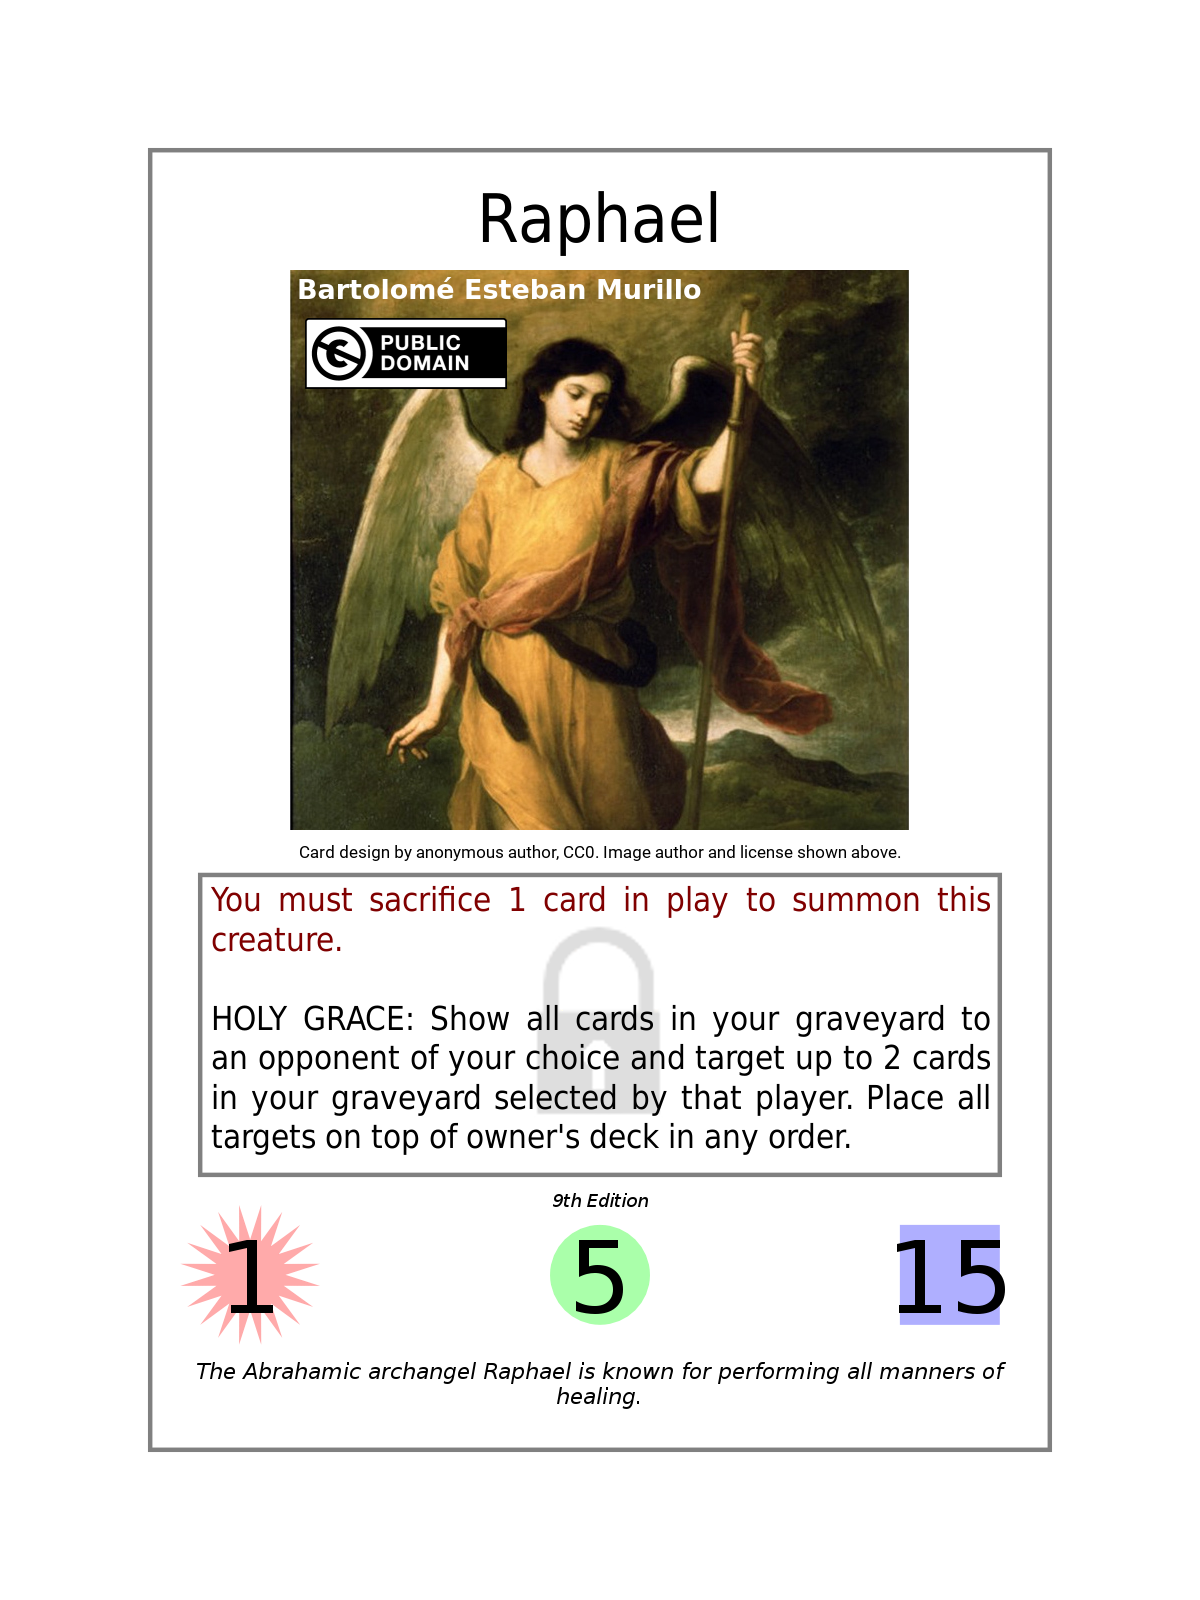 Raphael
Bartolomé Esteban Murillo
PUBLIC
DOMAIN
Card design by anonymous author, CC0. Image author and license shown above.
You must sacrifice 1 card in play to summon this
creature.
HOLY GRACE: Show all cards in your graveyard to
an opponent of your choice and target up to 2 cards
in your graveyard selected by that player. Place all
targets on top of owner's deck in any order.
9th Edition
1
5
15
The Abrahamic archangel Raphael is known for performing all manners of
healing.